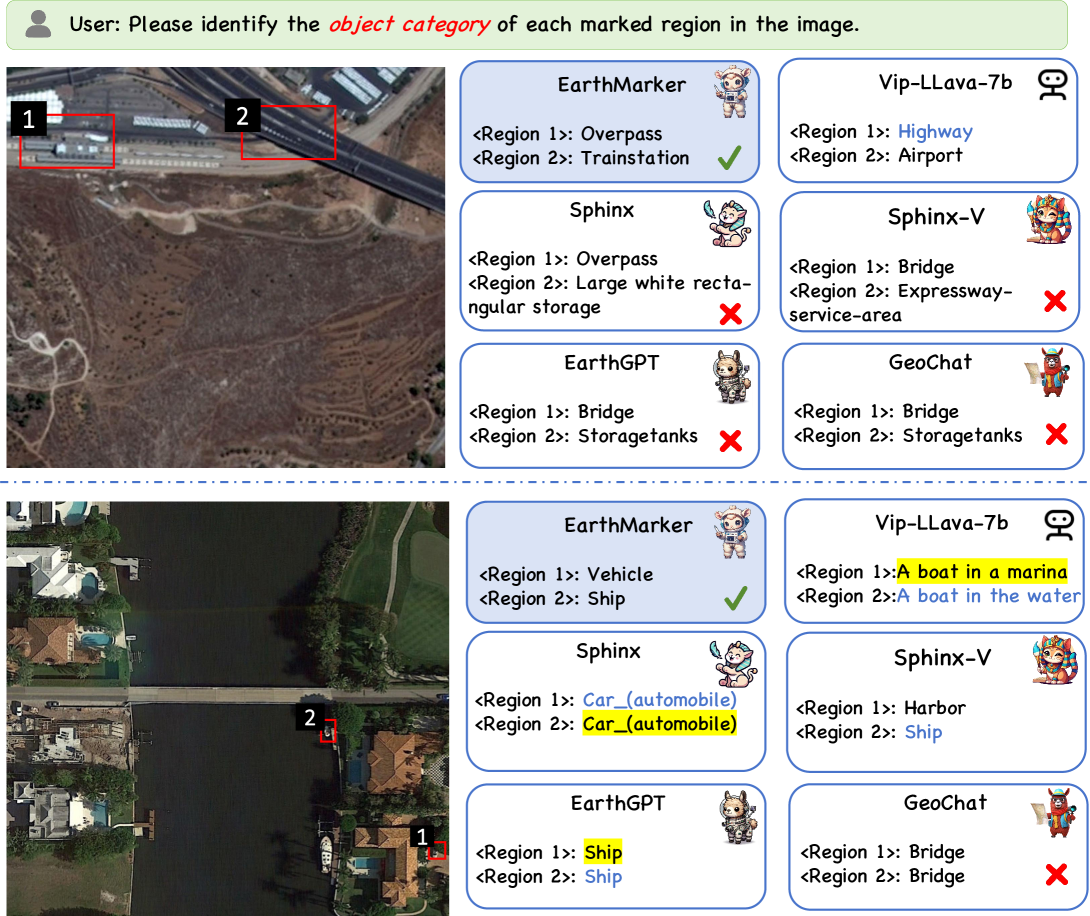 User: Please identify the object category of each marked region in the image.
1
2
EarthMarker
<Region 1>: Overpass
<Region 2>: Trainstation
Vip-LLava-7b
<Region 1>: Highway
<Region 2>: Airport
Sphinx
<Region 1>: Overpass
<Region 2>: Large white recta-
ngular storage
Sphinx-V
<Region 1>: Bridge
<Region 2>: Expressway-
service-area
EarthGPT
<Region 1>: Bridge
<Region 2>: Storagetanks
GeoChat
<Region 1>: Bridge
<Region 2>: Storagetanks
2
1
EarthMarker
<Region 1>: Vehicle
<Region 2>: Ship
Vip-LLava-7b
<Region 1>:A boat in a marina
<Region 2>:A boat in the water
Sphinx
<Region 1>: Car_(automobile)
<Region 2>: Car_(automobile)
Sphinx-V
<Region 1>: Harbor
<Region 2>: Ship
EarthGPT
<Region 1>: Ship
<Region 2>: Ship
GeoChat
<Region 1>: Bridge
<Region 2>: Bridge